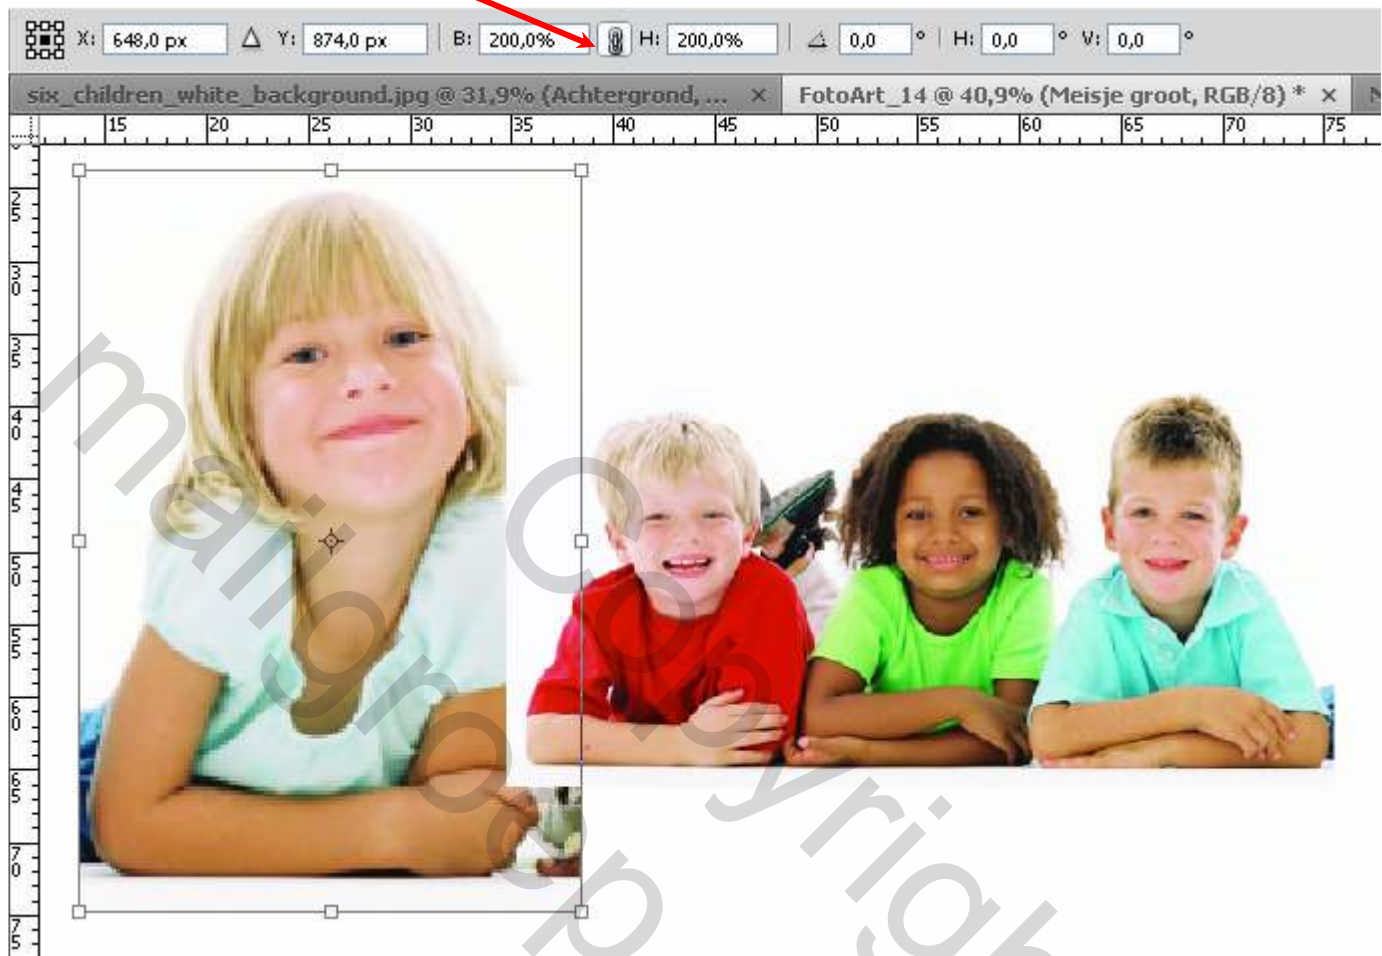 X: 648,0 px Δ Y: 874,0 px B: 200,0% H: 200,0% 0,0 ° H: 0,0 ° V: 0,0 °
six_children_white_background.jpg @ 31,9% (Achtergrond, ... × FotoArt_14 @ 40,9% (Meisje groot, RGB/8) * ×
15 20 25 30 35 40 45 50 55 60 65 70 75
25
30
35
40
45
50
55
60
65
70
75
Copyright
mailgroep